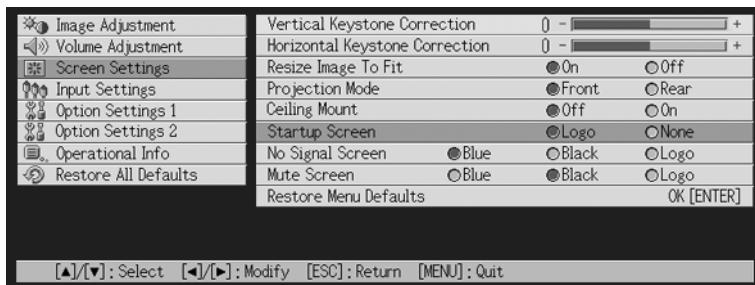 Image Adjustment
Volume Adjustment
Screen Settings
Input Settings
Option Settings 1
Option Settings 2
Operational Info
Restore All Defaults
Vertical Keystone Correction 0 - +
Horizontal Keystone Correction 0 - +
Resize Image To Fit On Off
Projection Mode Front Rear
Ceiling Mount Off On
Startup Screen Logo None
No Signal Screen Blue Black Logo
Mute Screen Blue Black Logo
Restore Menu Defaults OK [ENTER]
[▲]/[▼]: Select [◄]/[►]: Modify [ESC]: Return [MENU]: Quit